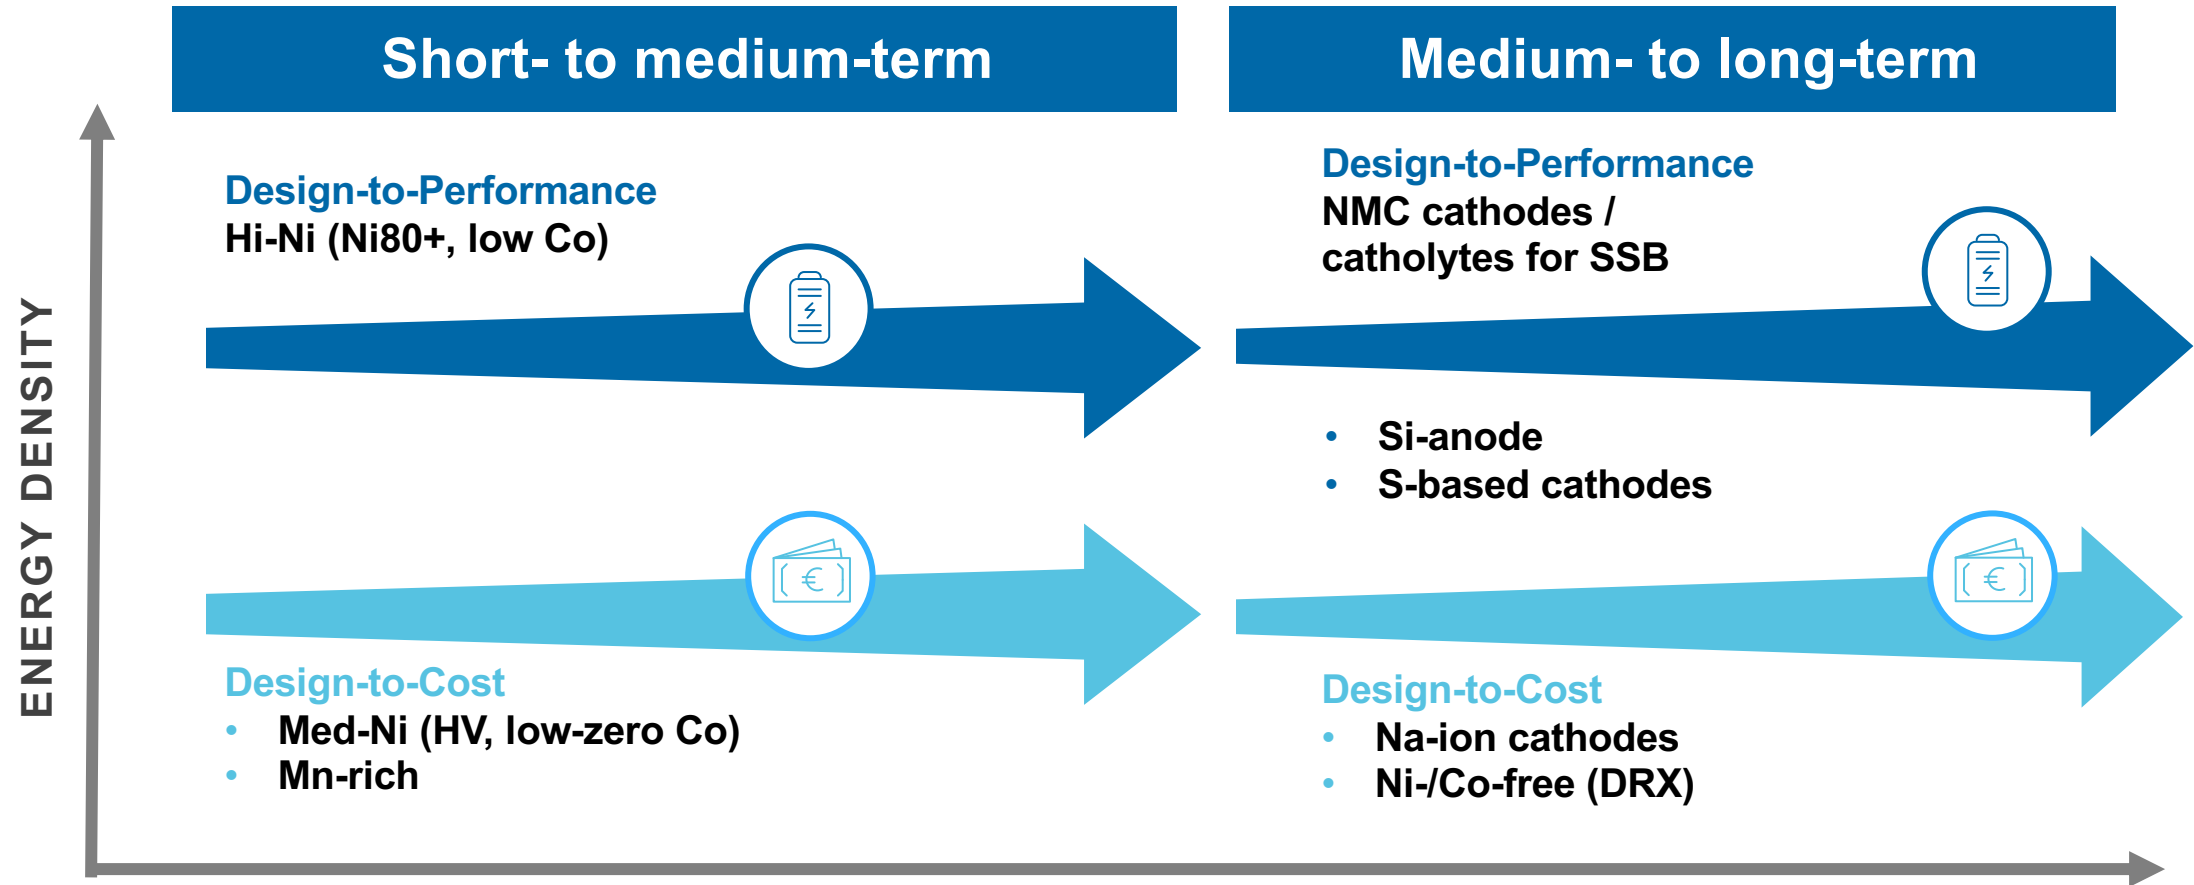 Short- to medium-term
Medium- to long-term
ENERGY DENSITY
Design-to-Performance
Hi-Ni (Ni80+, low Co)
Design-to-Performance
NMC cathodes /
catholytes for SSB
• Si-anode
• S-based cathodes
€
€
Design-to-Cost
• Med-Ni (HV, low-zero Co)
• Mn-rich
Design-to-Cost
• Na-ion cathodes
• Ni-/Co-free (DRX)